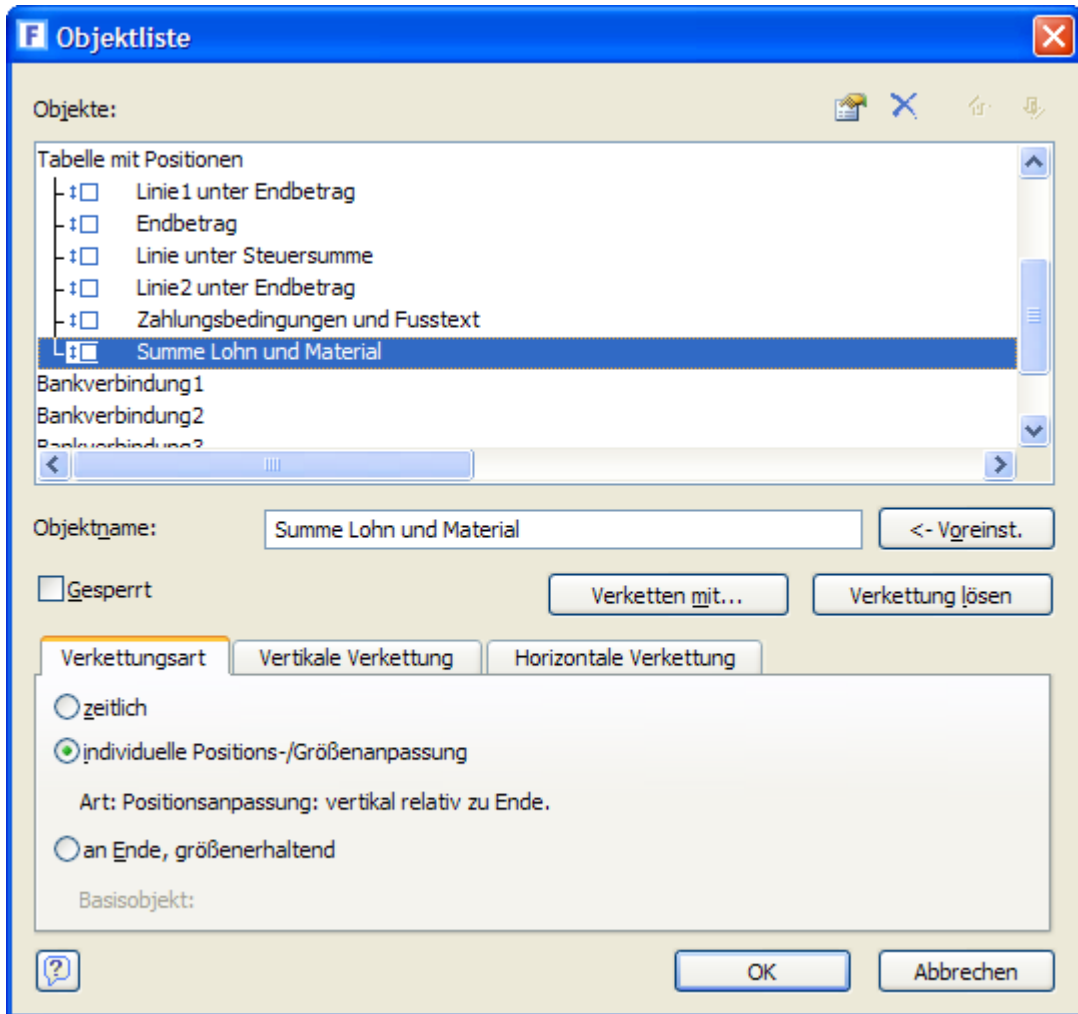 F Objektliste
Objekte:
Tabelle mit Positionen
Linie1 unter Endbetrag
Endbetrag
Linie unter Steuersumme
Linie2 unter Endbetrag
Zahlungsbedingungen und Fusstext
Summe Lohn und Material
Bankverbindung1
Bankverbindung2
Bankverbindung3
Objektname: Summe Lohn und Material <- Voreinst.
Gesperrt Verketten mit... Verkettung lösen
Verkettungsart Vertikale Verkettung Horizontale Verkettung
zeitlich
individuelle Positions-/Größenanpassung
Art: Positionsanpassung: vertikal relativ zu Ende.
an Ende, größenerhaltend
Basisobjekt:
? OK Abbrechen